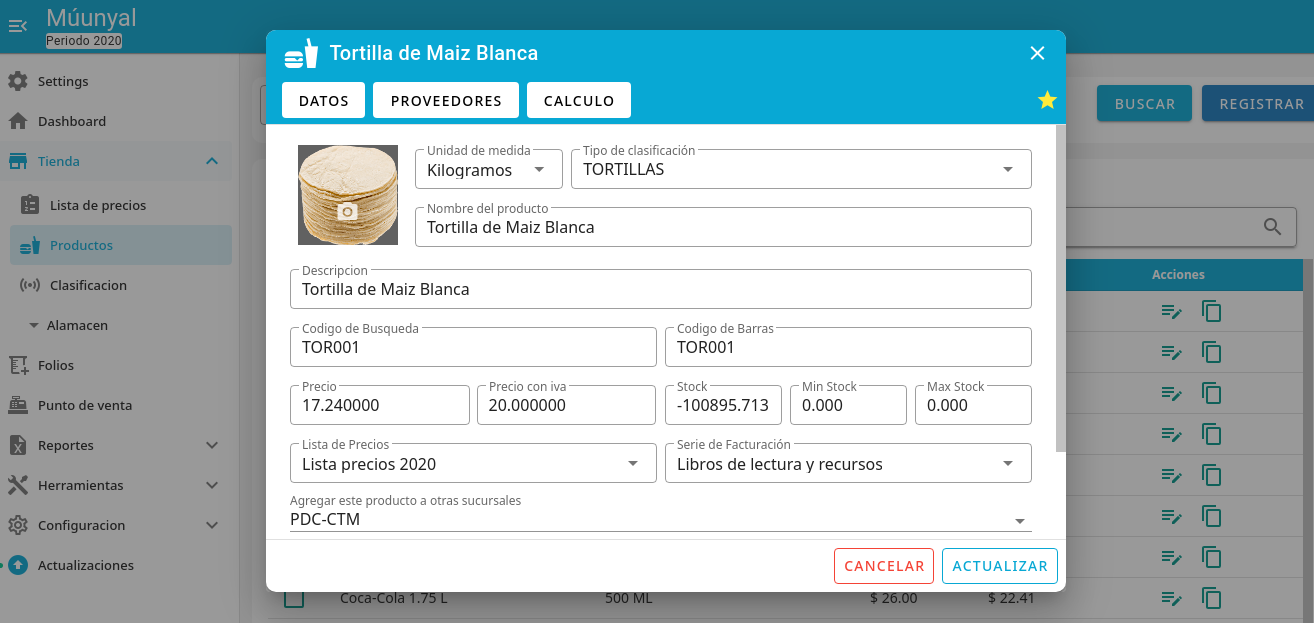 Múunyal
Periodo 2020
Settings
Dashboard
Tienda
Lista de precios
Productos
Clasificacion
Alamacen
Folios
Punto de venta
Reportes
Herramientas
Configuracion
Actualizaciones
BUSCAR
REGISTRAR
Acciones
Tortilla de Maiz Blanca
DATOS PROVEEDORES CALCULO
Unidad de medida Tipo de clasificación
Kilogramos TORTILLAS
Nombre del producto
Tortilla de Maiz Blanca
Descripcion
Tortilla de Maiz Blanca
Codigo de Busqueda Codigo de Barras
TOR001 TOR001
Precio Precio con iva Stock Min Stock Max Stock
17.240000 20.000000 -100895.713 0.000 0.000
Lista de Precios Serie de Facturación
Lista precios 2020 Libros de lectura y recursos
Agregar este producto a otras sucursales
PDC-CTM
CANCELAR ACTUALIZAR
Coca-Cola 1.75 L 500 ML $ 26.00 $ 22.41